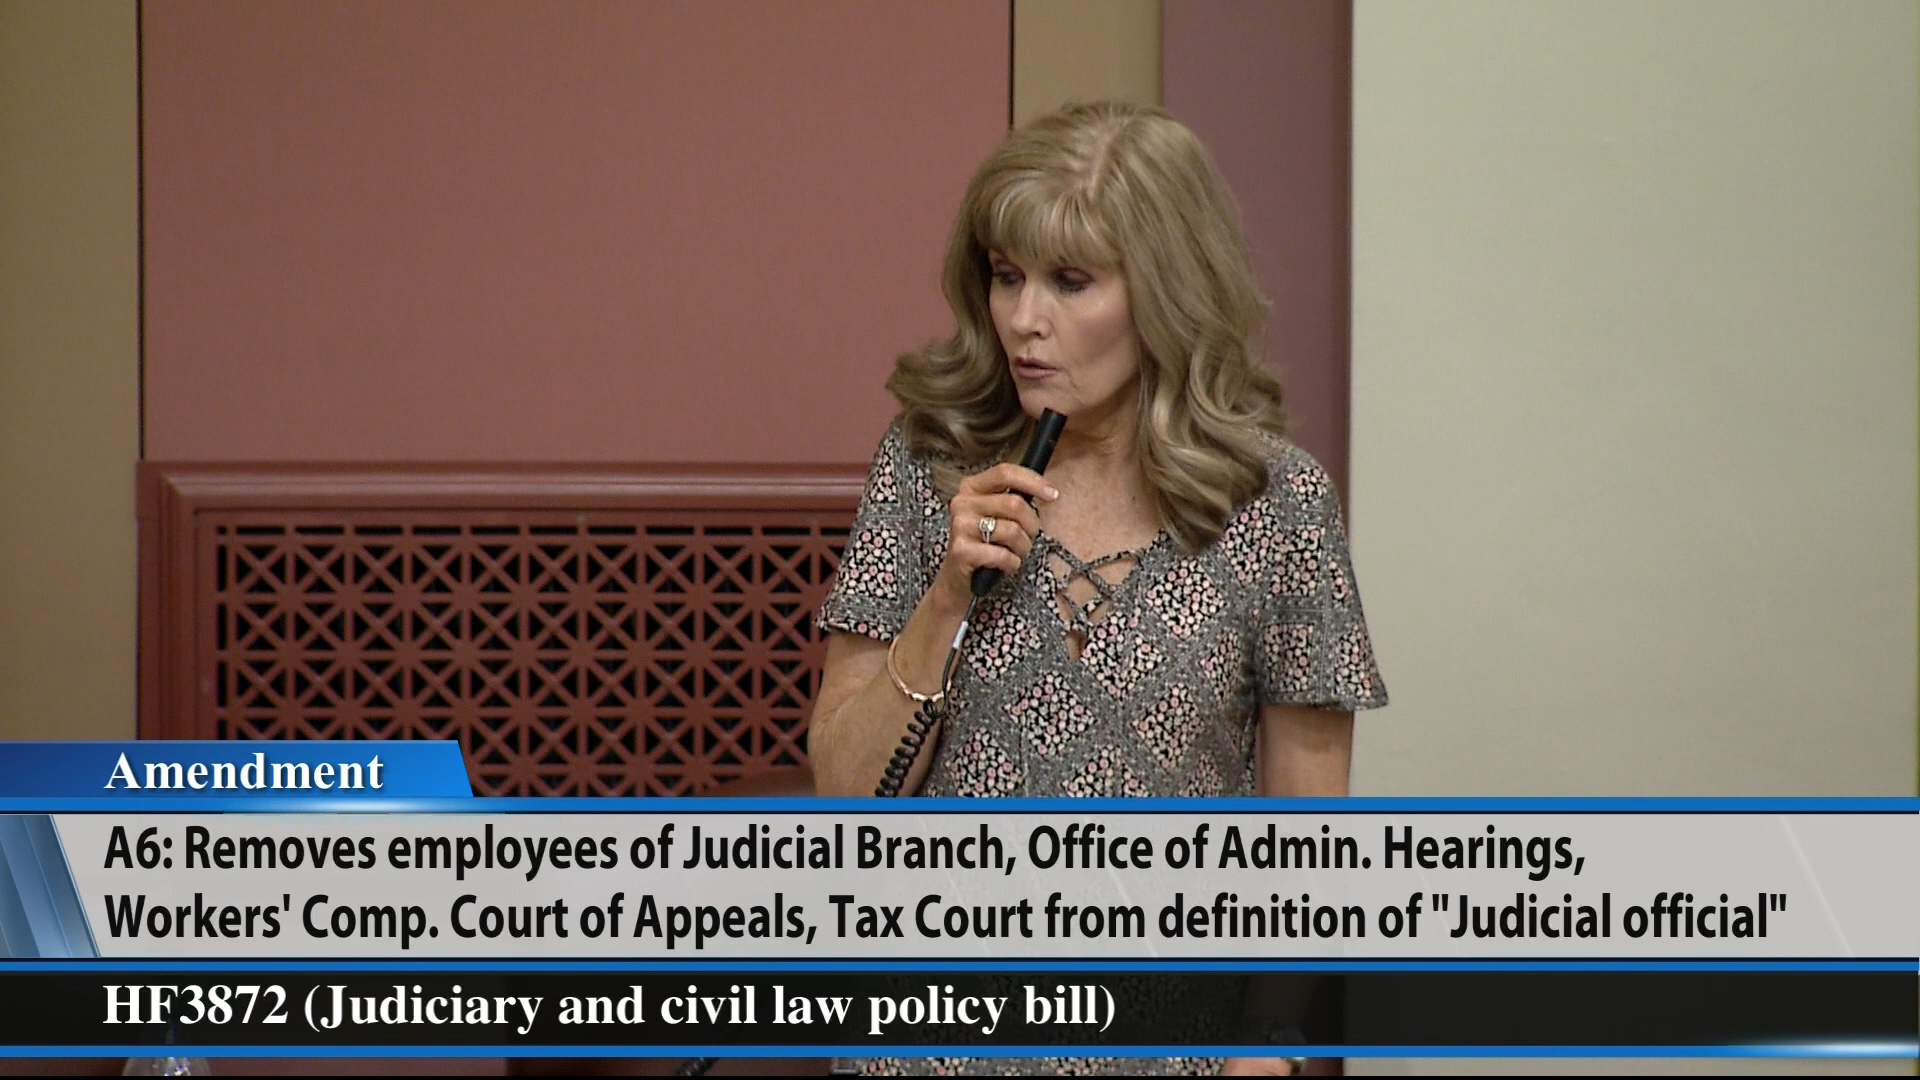 Amendment
A6: Removes employees of Judicial Branch, Office of Admin. Hearings,
Workers' Comp. Court of Appeals, Tax Court from definition of "Judicial official"
HF3872 (Judiciary and civil law policy bill)